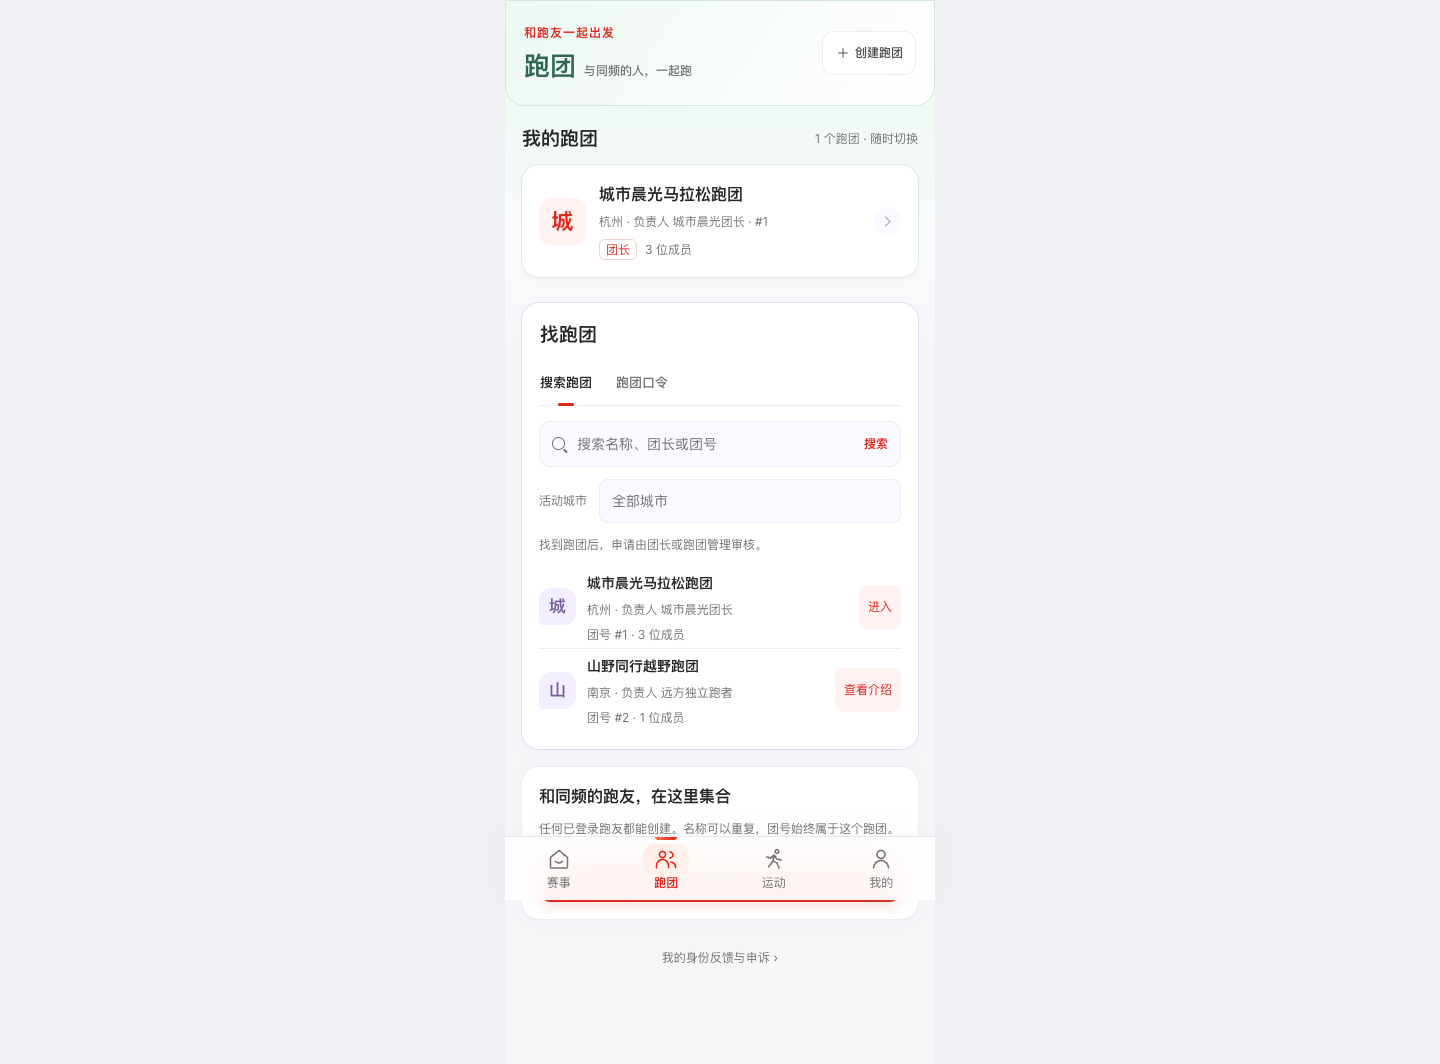 和跑友一起出发
跑团 与同频的人，一起跑
创建跑团
我的跑团
1 个跑团 · 随时切换
城
城市晨光马拉松跑团
杭州 · 负责人 城市晨光团长 · #1
团长 3 位成员
找跑团
搜索跑团 跑团口令
搜索名称、团长或团号 搜索
活动城市 全部城市
找到跑团后，申请由团长或跑团管理审核。
城
城市晨光马拉松跑团
杭州 · 负责人 城市晨光团长
团号 #1 · 3 位成员
进入
山
山野同行越野跑团
南京 · 负责人 远方独立跑者
团号 #2 · 1 位成员
查看介绍
和同频的跑友，在这里集合
任何已登录跑友都能创建。名称可以重复，团号始终属于这个跑团。
赛事 跑团 运动 我的
我的身份反馈与申诉 ›